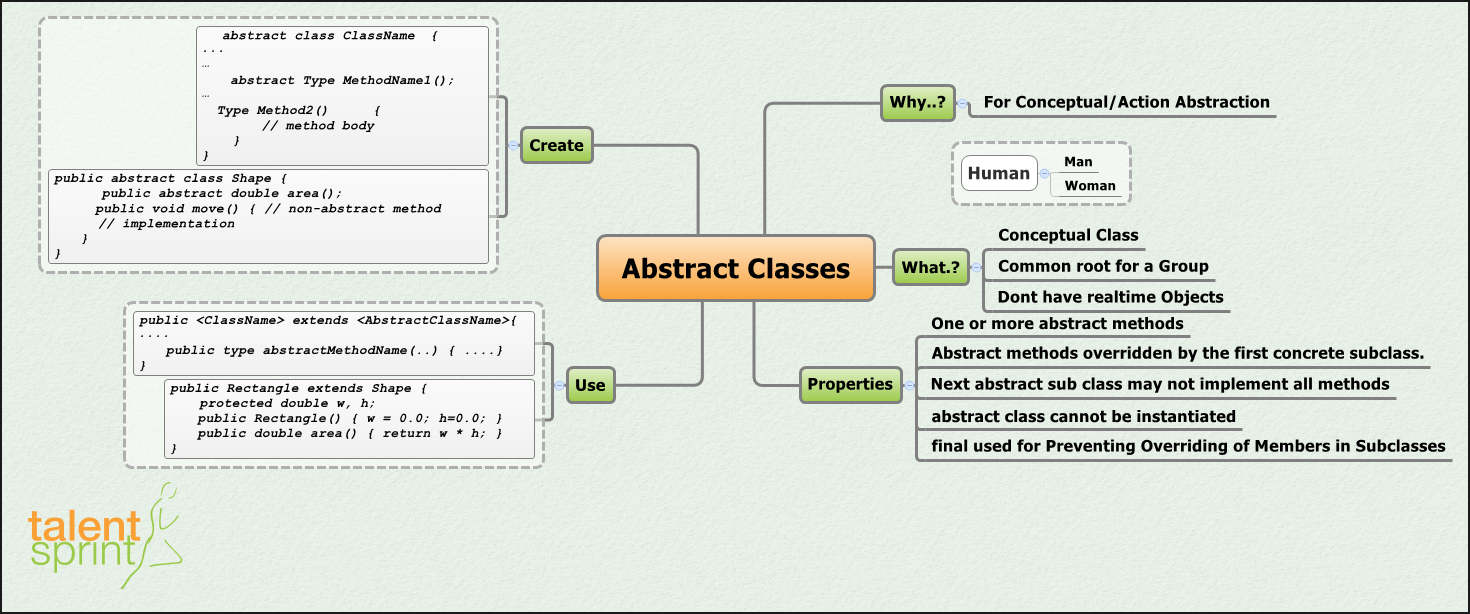 abstract class ClassName {
...
…
abstract Type MethodName1();
…
Type Method2() {
// method body
}
}
public abstract class Shape {
public abstract double area();
public void move() { // non-abstract method
// implementation
}
}
Create
Why..?
For Conceptual/Action Abstraction
Human
Man
Woman
Abstract Classes
What.?
Conceptual Class
Common root for a Group
Dont have realtime Objects
public <ClassName> extends <AbstractClassName>{
....
public type abstractMethodName(..) { ....}
}
public Rectangle extends Shape {
protected double w, h;
public Rectangle() { w = 0.0; h=0.0; }
public double area() { return w * h; }
}
Use
Properties
One or more abstract methods
Abstract methods overridden by the first concrete subclass.
Next abstract sub class may not implement all methods
abstract class cannot be instantiated
final used for Preventing Overriding of Members in Subclasses
talent
sprint